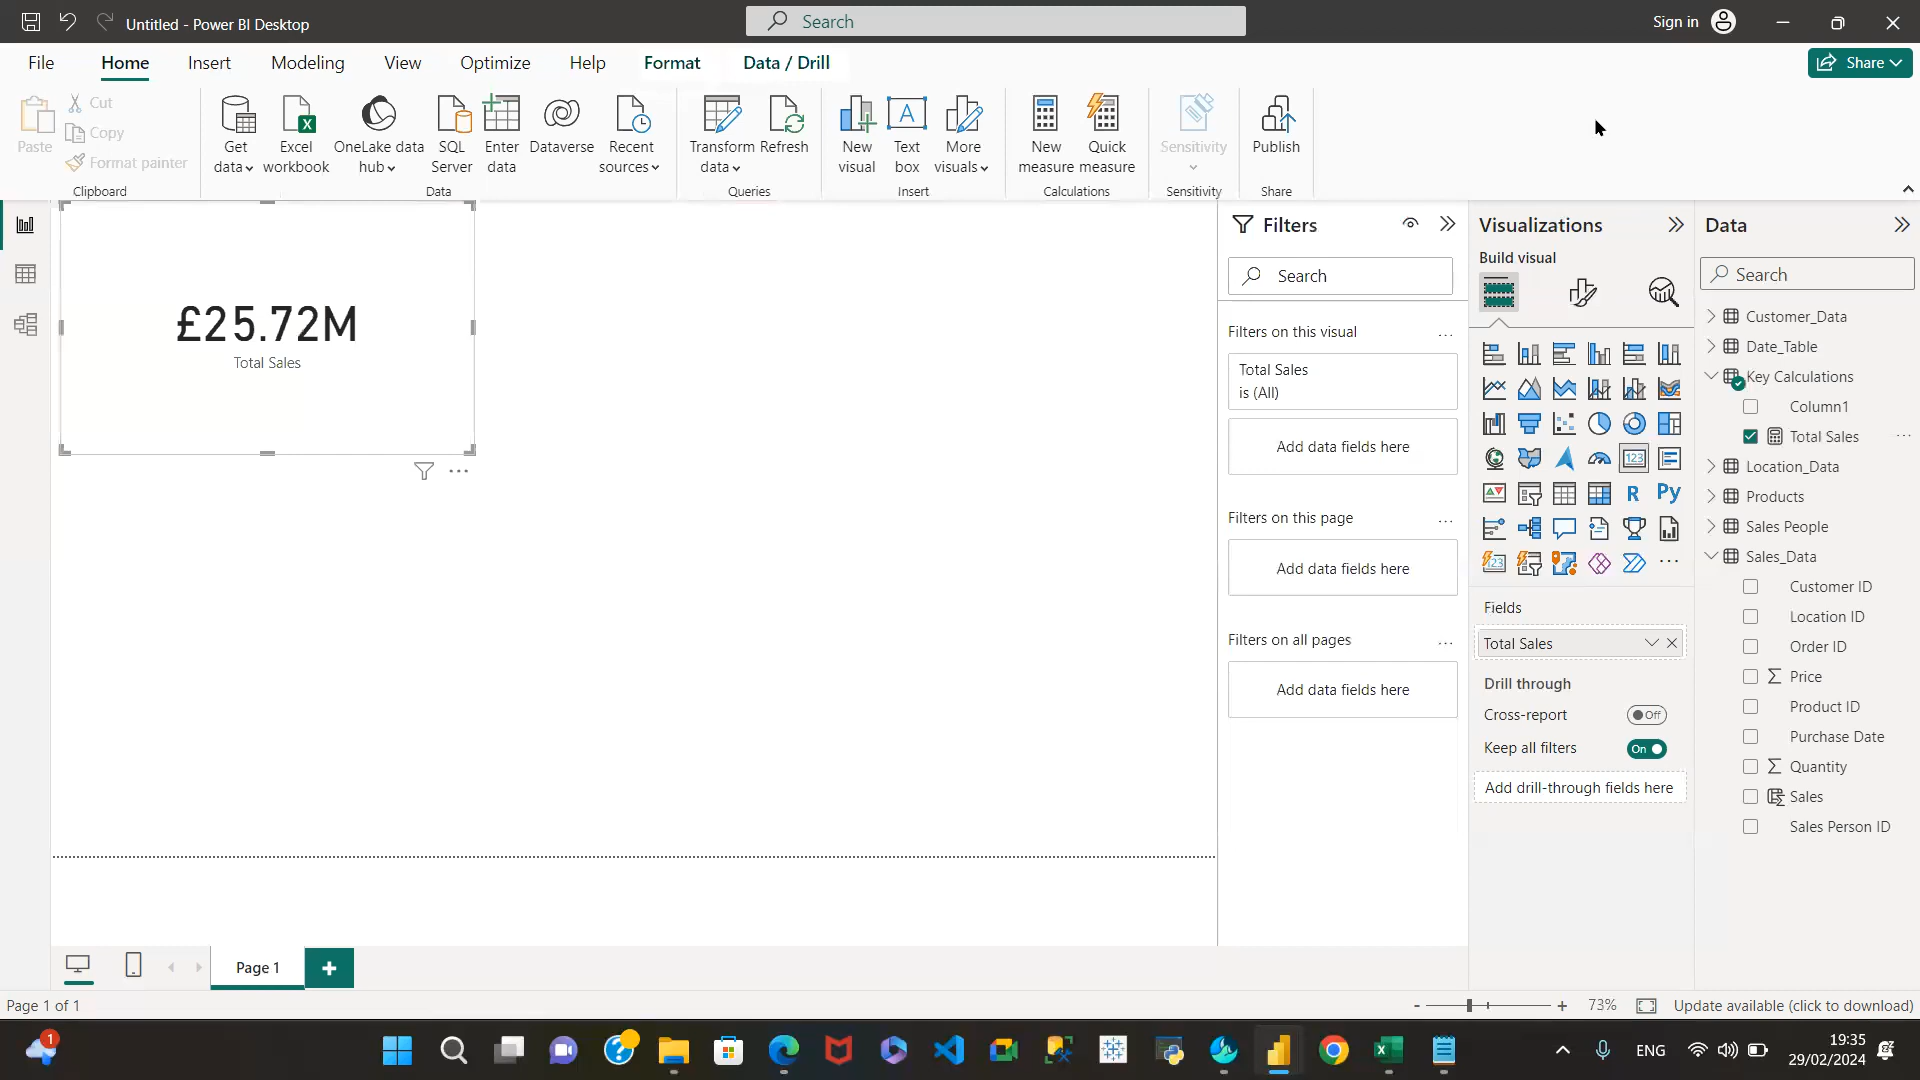 Untitled - Power BI Desktop
Search
Sign in
File
Home
Insert
Modeling
View
Optimize
Help
Format
Data / Drill
Share
Paste
Cut
Copy
Format painter
Clipboard
Get data
Excel workbook
OneLake data hub
SQL Server
Enter data
Dataverse
Recent sources
Data
Transform data
Refresh
Queries
New visual
A
Text box
More visuals
Insert
New measure
Quick measure
Calculations
Sensitivity
Sensitivity
Publish
Share
£25.72M
Total Sales
Filters
Search
Filters on this visual
Total Sales
is (All)
Add data fields here
Filters on this page
Add data fields here
Filters on all pages
Add data fields here
Visualizations
Build visual
123
R
Py
123
Fields
Total Sales
Drill through
Cross-report
Off
Keep all filters
On
Add drill-through fields here
Data
Search
Customer_Data
Date_Table
Key Calculations
Column1
Total Sales
Location_Data
Products
Sales People
Sales_Data
Customer ID
Location ID
Order ID
Price
Product ID
Purchase Date
Quantity
Sales
Sales Person ID
Page 1
Page 1 of 1
73%
Update available (click to download)
1
ENG
19:35
29/02/2024